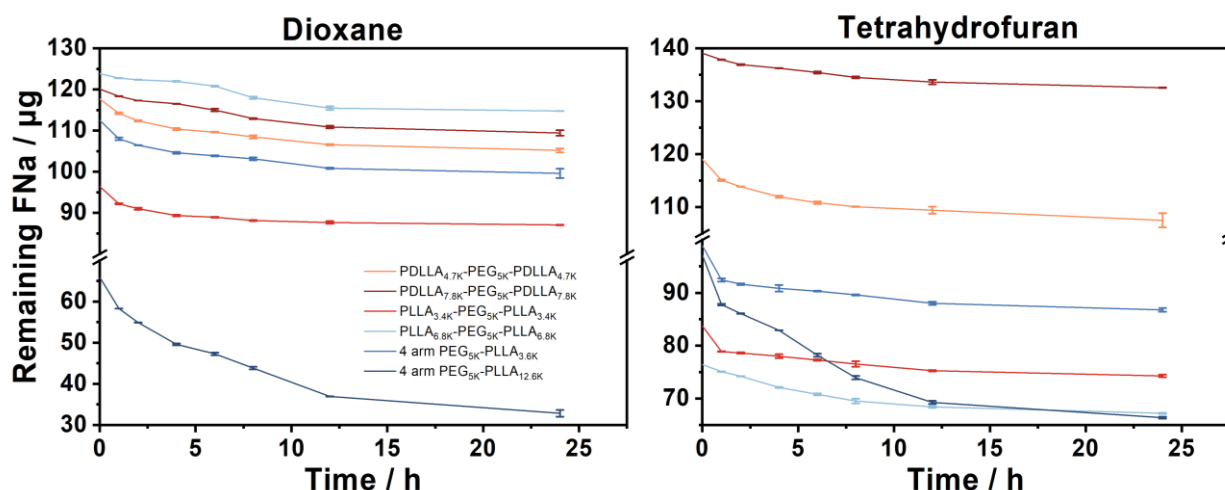 Dioxane
Remaining FNa / µg
130
120
110
100
90
60
50
40
30
0
5
10
15
20
25
Time / h
PDLLA4.7K-PEG5K-PDLLA4.7K
PDLLA7.8K-PEG5K-PDLLA7.8K
PLLA3.4K-PEG5K-PLLA3.4K
PLLA6.8K-PEG5K-PLLA6.8K
4 arm PEG5K-PLLA3.6K
4 arm PEG5K-PLLA12.6K
Tetrahydrofuran
140
130
120
110
90
80
70
0
5
10
15
20
25
Time / h